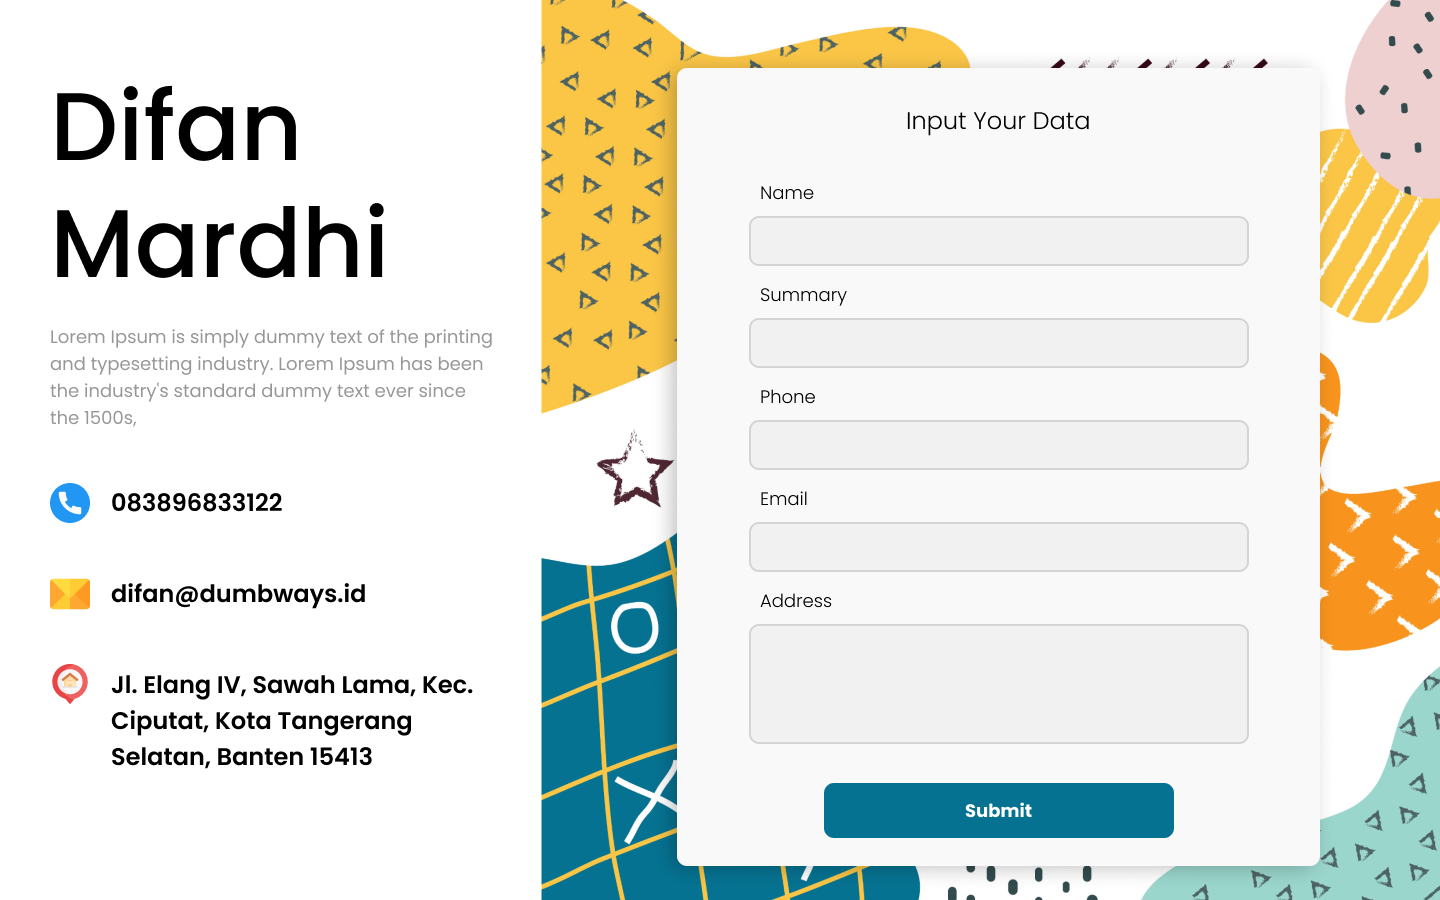 Difan
Mardhi
Lorem Ipsum is simply dummy text of the printing
and typesetting industry. Lorem Ipsum has been
the industry's standard dummy text ever since
the 1500s,
083896833122
difan@dumbways.id
Jl. Elang IV, Sawah Lama, Kec.
Ciputat, Kota Tangerang
Selatan, Banten 15413
Input Your Data
Name
Summary
Phone
Email
Address
Submit